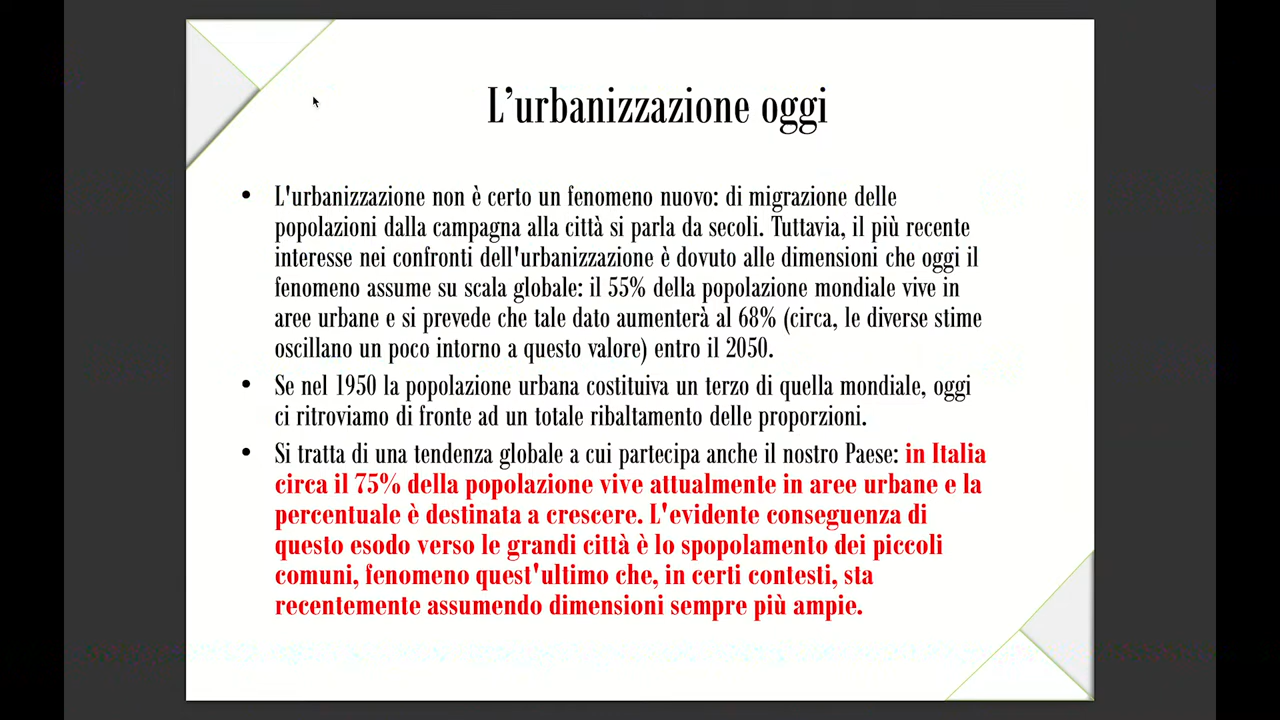 L’urbanizzazione oggi
• L'urbanizzazione non è certo un fenomeno nuovo: di migrazione delle
popolazioni dalla campagna alla città si parla da secoli. Tuttavia, il più recente
interesse nei confronti dell'urbanizzazione è dovuto alle dimensioni che oggi il
fenomeno assume su scala globale: il 55% della popolazione mondiale vive in
aree urbane e si prevede che tale dato aumenterà al 68% (circa, le diverse stime
oscillano un poco intorno a questo valore) entro il 2050.
• Se nel 1950 la popolazione urbana costituiva un terzo di quella mondiale, oggi
ci ritroviamo di fronte ad un totale ribaltamento delle proporzioni.
• Si tratta di una tendenza globale a cui partecipa anche il nostro Paese: in Italia
circa il 75% della popolazione vive attualmente in aree urbane e la
percentuale è destinata a crescere. L'evidente conseguenza di
questo esodo verso le grandi città è lo spopolamento dei piccoli
comuni, fenomeno quest'ultimo che, in certi contesti, sta
recentemente assumendo dimensioni sempre più ampie.